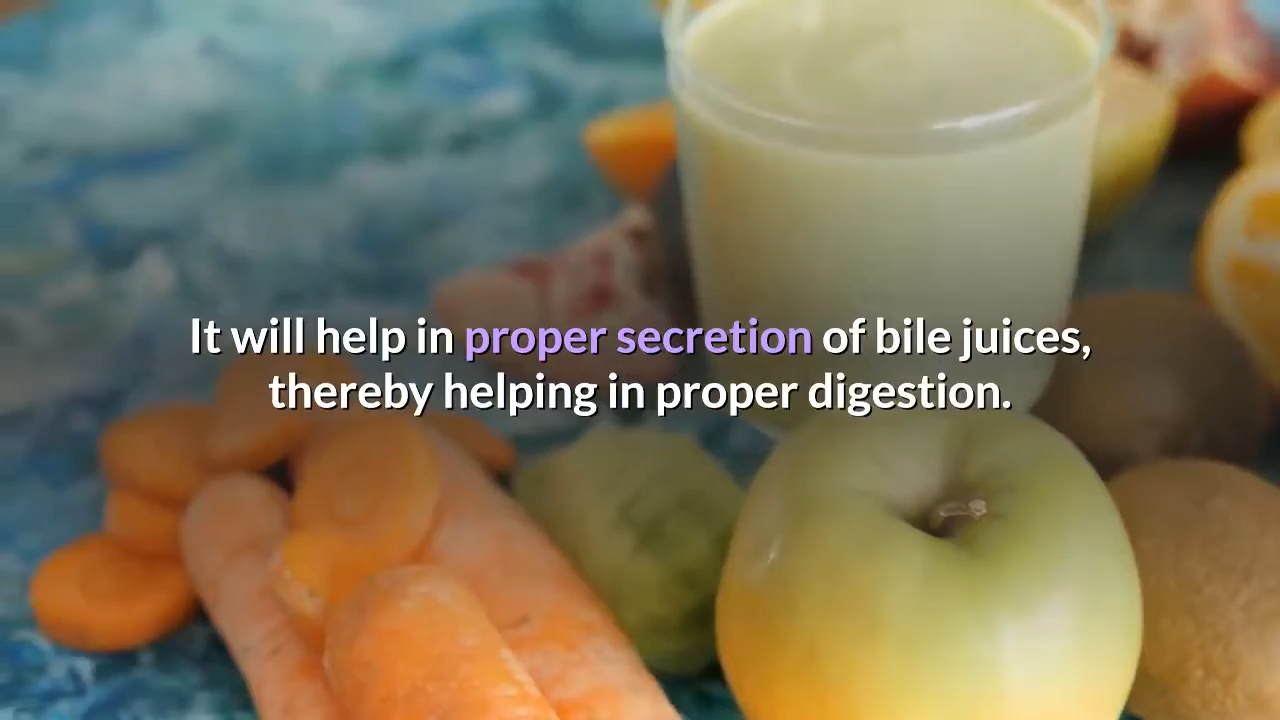 It will help in proper secretion of bile juices,
thereby helping in proper digestion.